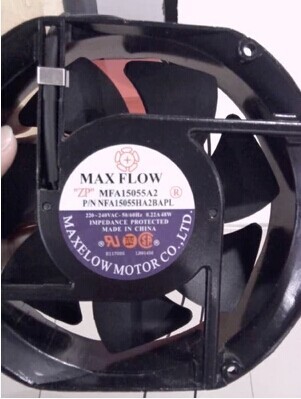 MAX FLOW
"ZP" MFA15055A2 ®
P/N NFA15055HA2BAPL
220-240VAC-50/60Hz 0.22A 40W
IMPEDANCE PROTECTED
MADE IN CHINA
MAXELOW MOTOR CO., LTD.